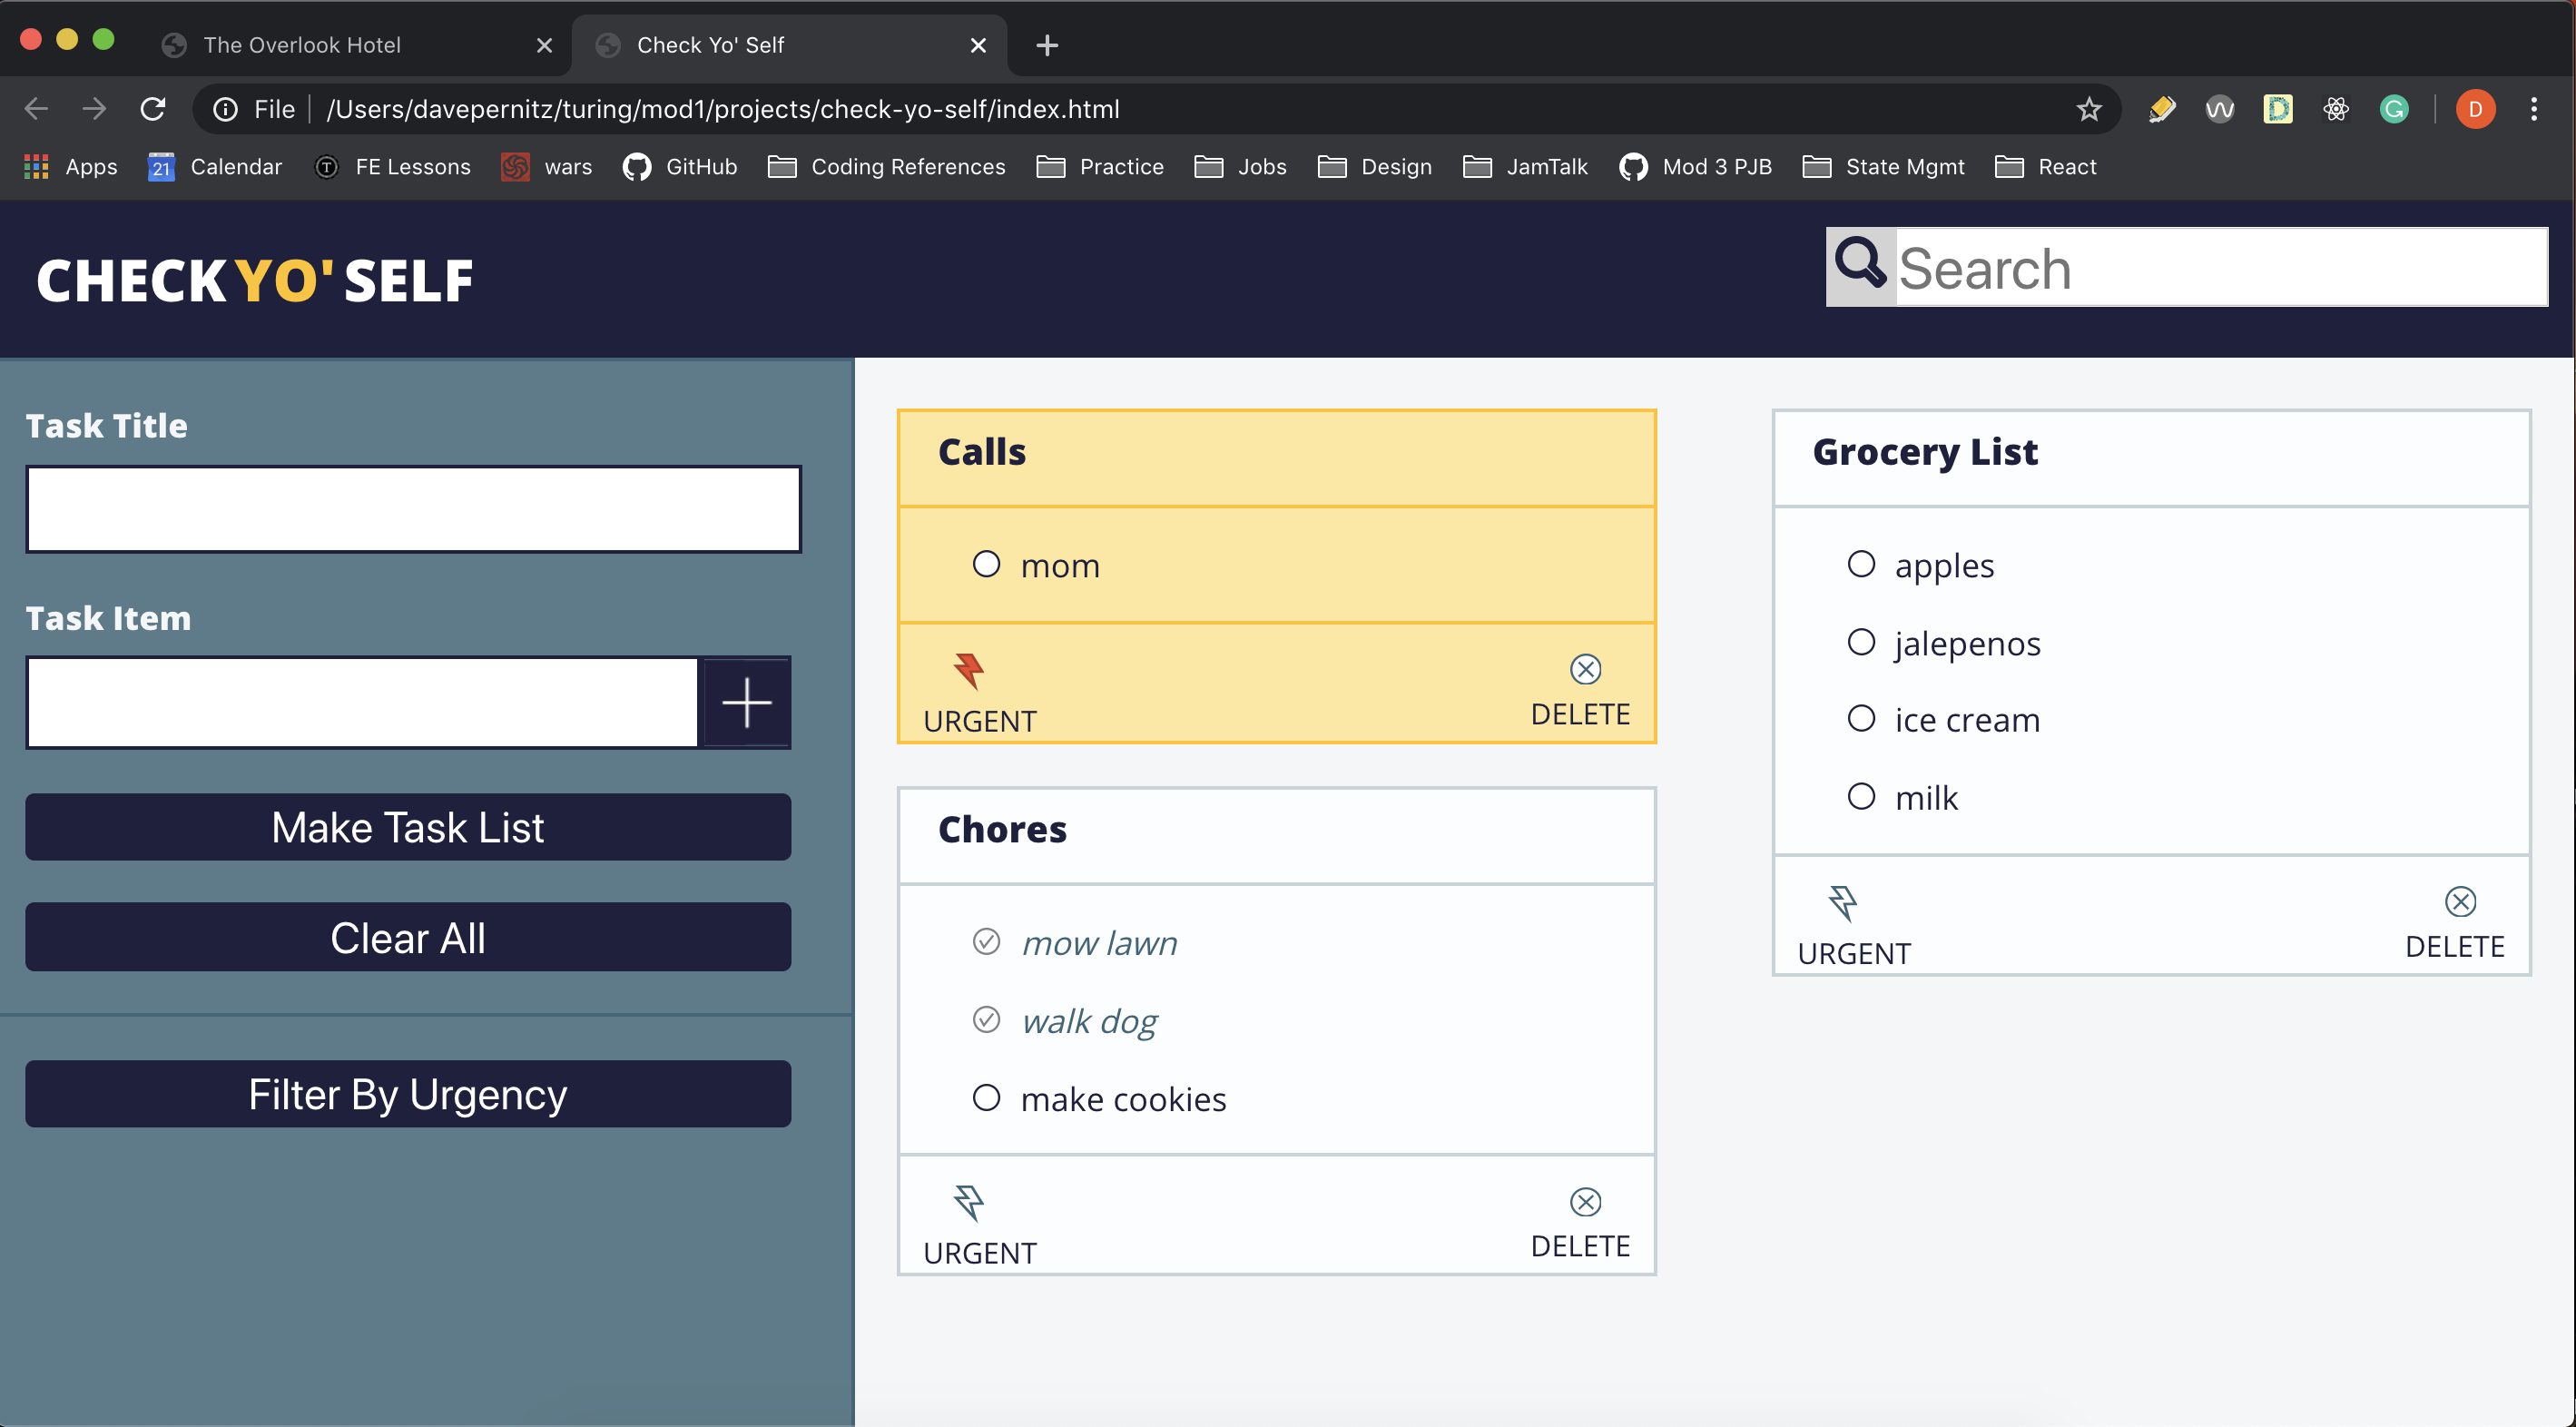 The Overlook Hotel
Check Yo' Self
File /Users/davepernitz/turing/mod1/projects/check-yo-self/index.html
D
G
D
Apps 21 Calendar T FE Lessons wars GitHub Coding References Practice Jobs Design JamTalk Mod 3 PJB State Mgmt React
CHECK YO' SELF
Search
Task Title
Task Item
Make Task List
Clear All
Filter By Urgency
Calls
mom
URGENT DELETE
Chores
mow lawn
walk dog
make cookies
URGENT DELETE
Grocery List
apples
jalepenos
ice cream
milk
URGENT DELETE